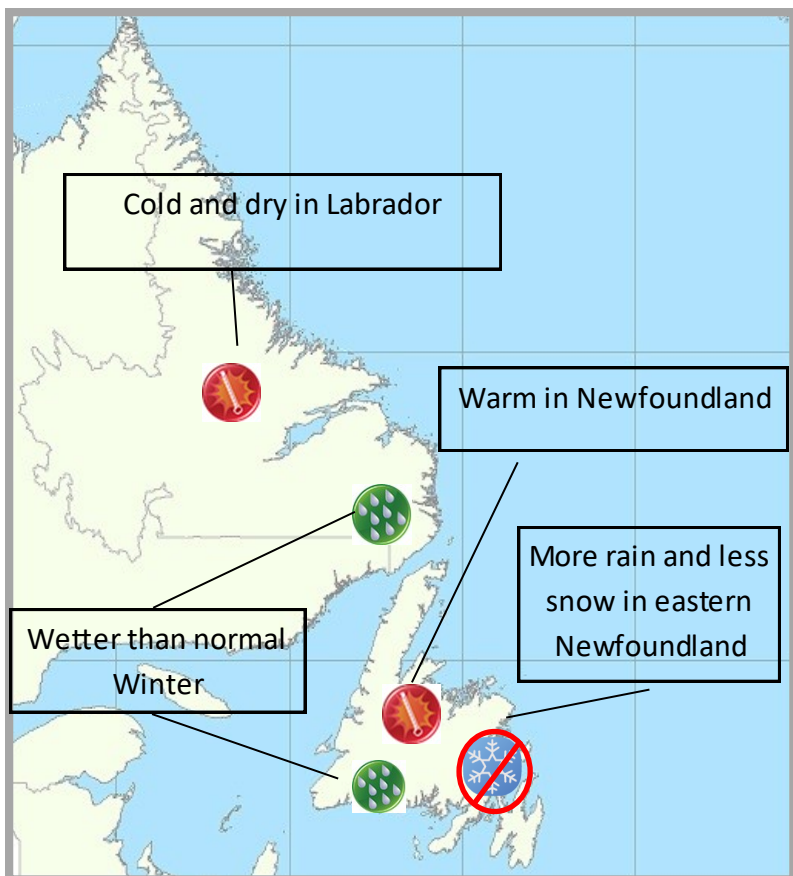 Cold and dry in Labrador
Warm in Newfoundland
More rain and less
snow in eastern
Newfoundland
Wetter than normal
Winter